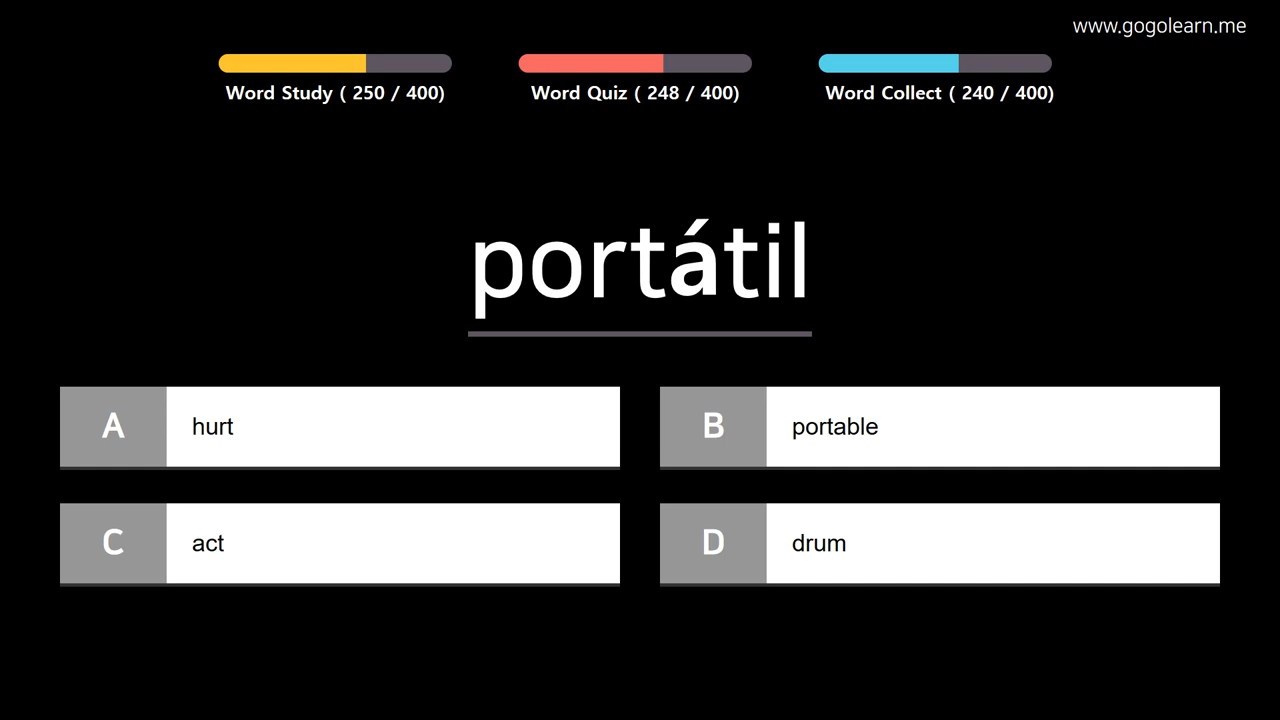 www.gogolearn.me
Word Study ( 250 / 400)
Word Quiz ( 248 / 400)
Word Collect ( 240 / 400)
portátil
A hurt
B portable
C act
D drum